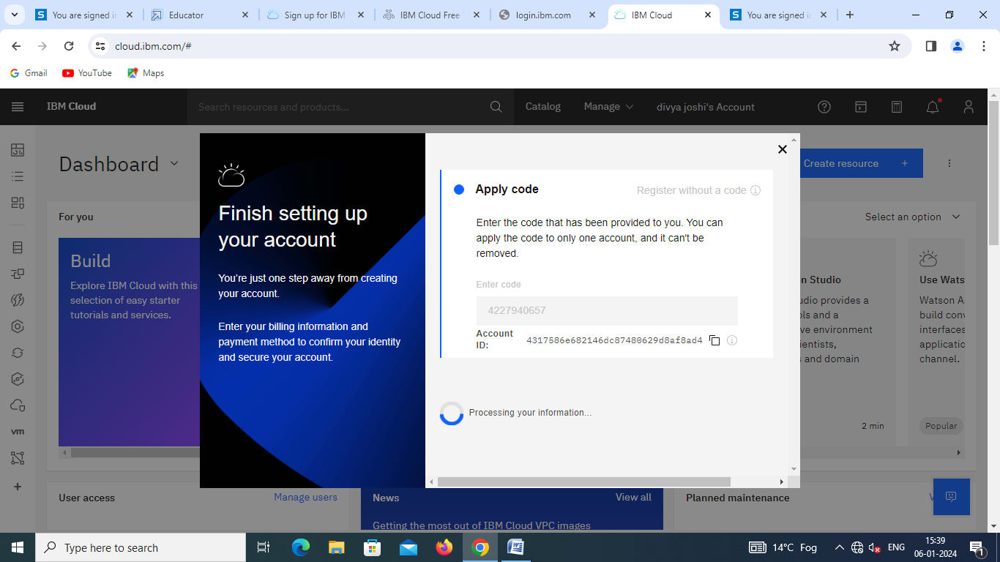 You are signed in
Educator
Sign up for IBM
IBM Cloud Free T
login.ibm.com
IBM Cloud
You are signed in
cloud.ibm.com/#
Gmail
YouTube
Maps
IBM Cloud
Search resources and products...
Catalog
Manage
divya joshi's Account
Dashboard
Create resource
For you
Select an option
Build
Explore IBM Cloud with this
selection of easy starter
tutorials and services.
Finish setting up
your account
You're just one step away from creating
your account.
Enter your billing information and
payment method to confirm your identity
and secure your account.
Apply code
Register without a code
Enter the code that has been provided to you. You can
apply the code to only one account, and it can't be
removed.
Enter code
4227940657
Account
ID:
4317586e682146dc87480629d8af8ad4
Processing your information...
n Studio
udio provides a
ols and a
ve environment
ientists,
s and domain
2 min
Use Wats
Watson A
build conv
interfaces
applicatio
channel.
Popular
vm
User access
Manage users
News
View all
Getting the most out of IBM Cloud VPC images
Planned maintenance
Type here to search
14°C Fog
ENG
15:39
06-01-2024
1